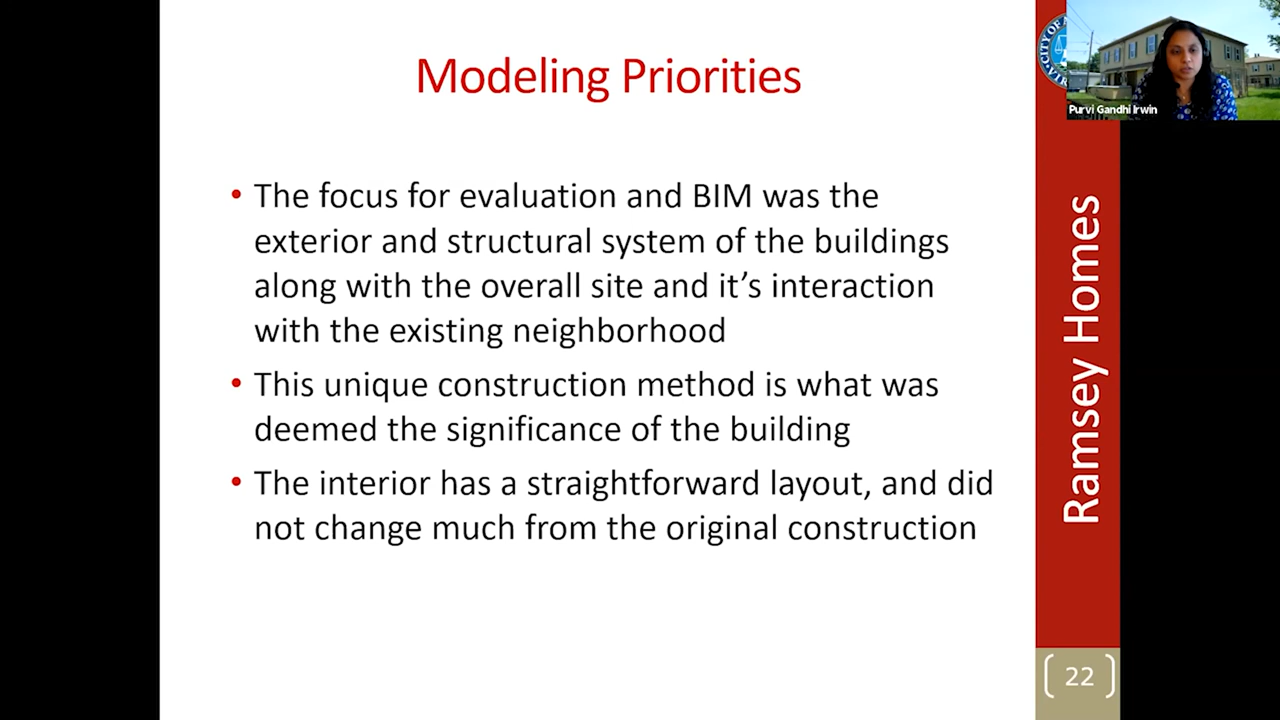 Modeling Priorities
• The focus for evaluation and BIM was the
exterior and structural system of the buildings
along with the overall site and it’s interaction
with the existing neighborhood
• This unique construction method is what was
deemed the significance of the building
• The interior has a straightforward layout, and did
not change much from the original construction
CITY OF
Purvi Gandhi Irwin
Ramsey Homes
22